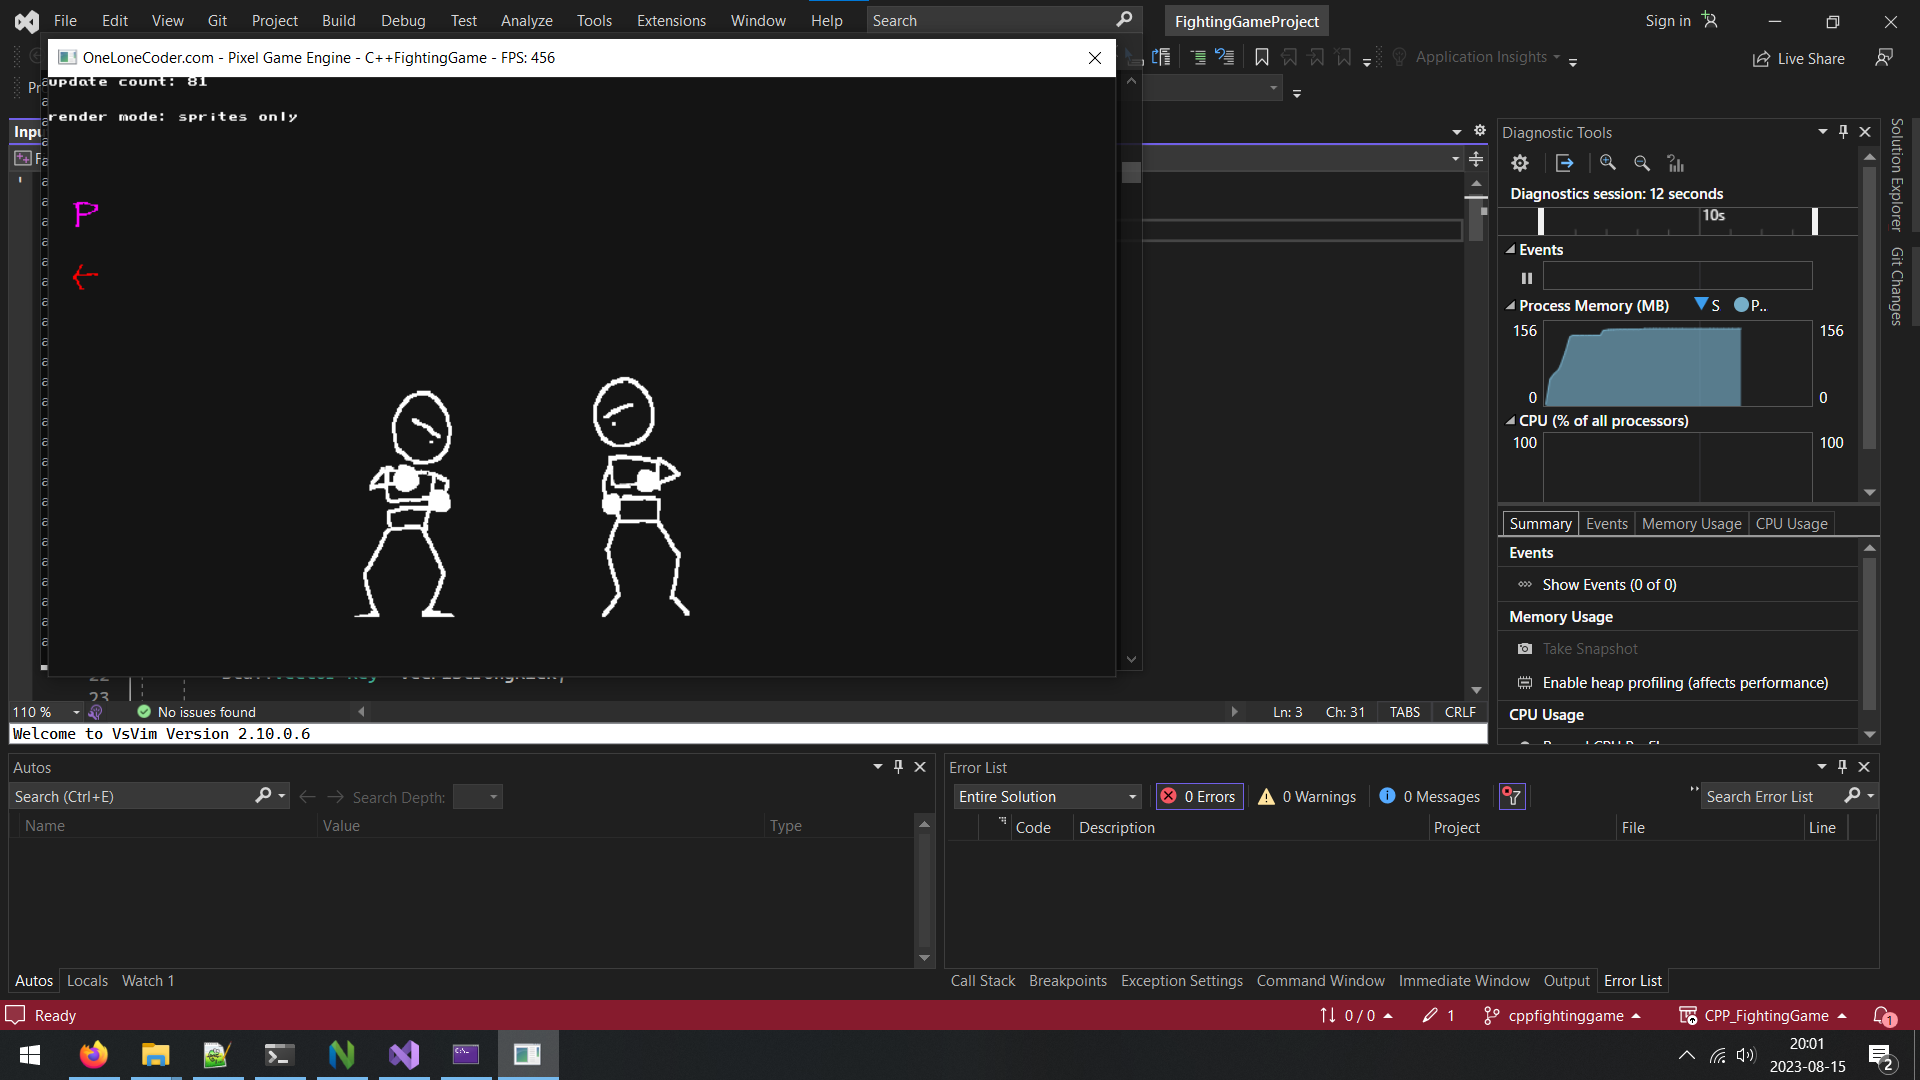 File Edit View Git Project Build Debug Test Analyze Tools Extensions Window Help Search FightingGameProject Sign in
OneLoneCoder.com - Pixel Game Engine - C++FightingGame - FPS: 456
Application Insights Live Share
update count: 81
render mode: sprites only
P
←
22
23
110 % No issues found Ln: 3 Ch: 31 TABS CRLF
Welcome to VsVim Version 2.10.0.6
Diagnostic Tools
Diagnostics session: 12 seconds
10s
Events
Process Memory (MB) S P..
156 156
0 0
CPU (% of all processors)
100 100
Summary Events Memory Usage CPU Usage
Events
Show Events (0 of 0)
Memory Usage
Take Snapshot
Enable heap profiling (affects performance)
CPU Usage
Solution Explorer
Git Changes
Autos
Search (Ctrl+E) Search Depth:
Name Value Type
Autos Locals Watch 1
Error List
Entire Solution 0 Errors 0 Warnings 0 Messages Search Error List
Code Description Project File Line
Call Stack Breakpoints Exception Settings Command Window Immediate Window Output Error List
Ready 0 / 0 1 cppfightinggame CPP_FightingGame 1
20:01
2023-08-15
2